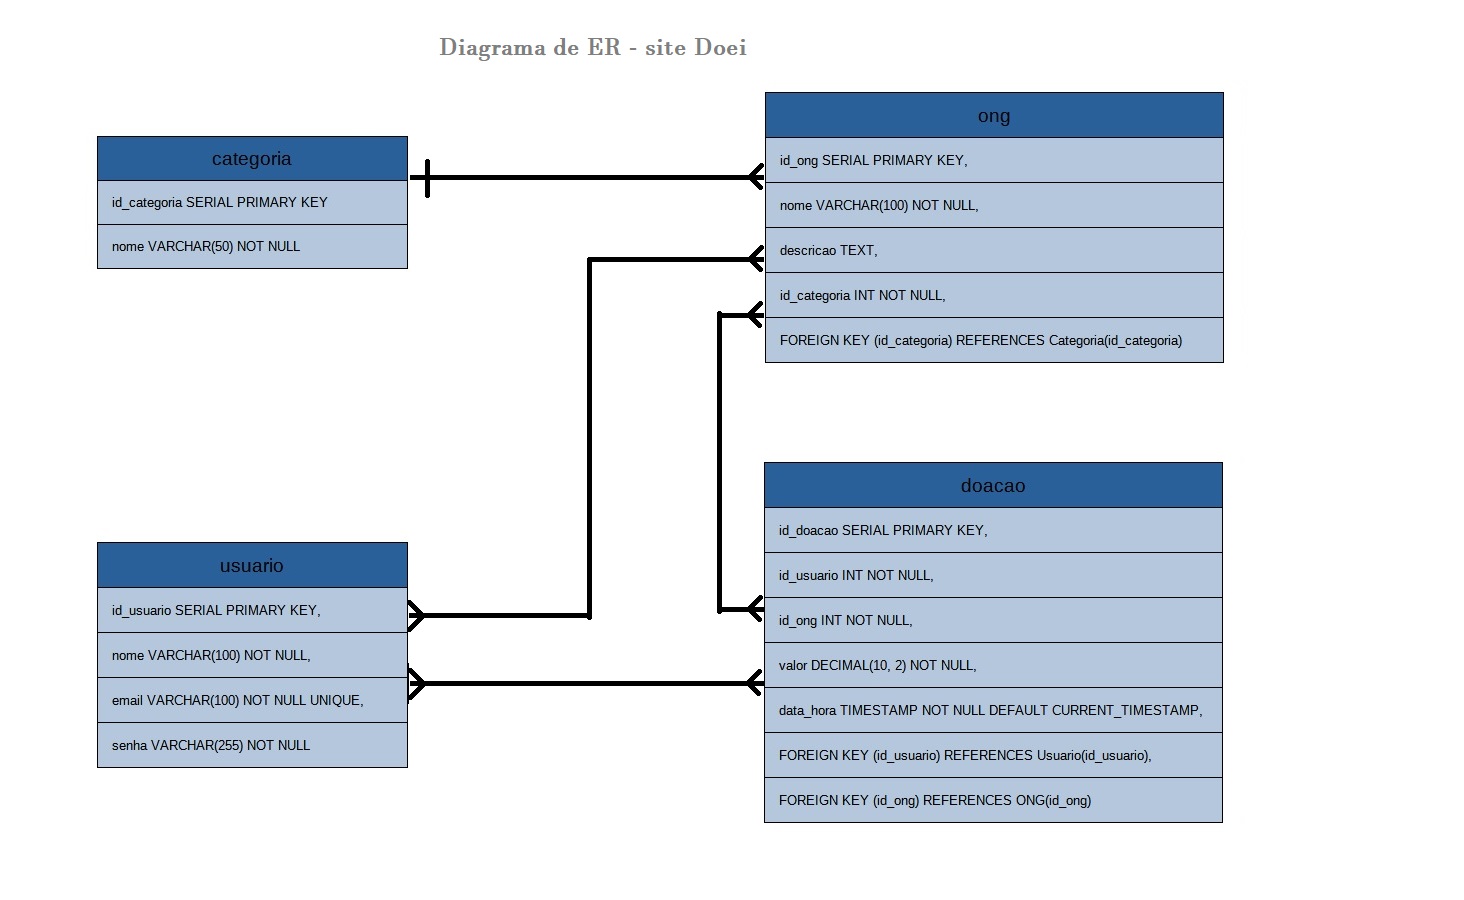 Diagrama de ER - site Doei
categoria
id_categoria SERIAL PRIMARY KEY
nome VARCHAR(50) NOT NULL
ong
id_ong SERIAL PRIMARY KEY,
nome VARCHAR(100) NOT NULL,
descricao TEXT,
id_categoria INT NOT NULL,
FOREIGN KEY (id_categoria) REFERENCES Categoria(id_categoria)
usuario
id_usuario SERIAL PRIMARY KEY,
nome VARCHAR(100) NOT NULL,
email VARCHAR(100) NOT NULL UNIQUE,
senha VARCHAR(255) NOT NULL
doacao
id_doacao SERIAL PRIMARY KEY,
id_usuario INT NOT NULL,
id_ong INT NOT NULL,
valor DECIMAL(10, 2) NOT NULL,
data_hora TIMESTAMP NOT NULL DEFAULT CURRENT_TIMESTAMP,
FOREIGN KEY (id_usuario) REFERENCES Usuario(id_usuario),
FOREIGN KEY (id_ong) REFERENCES ONG(id_ong)